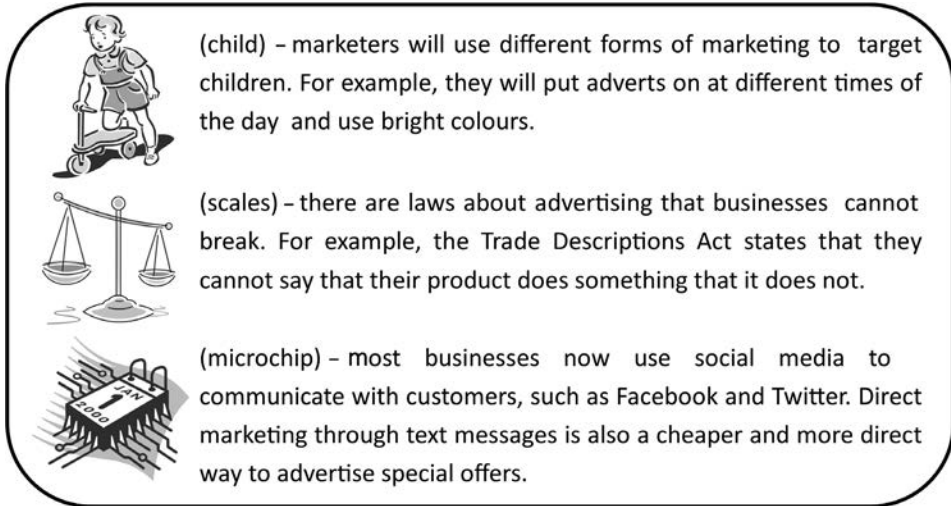 (child) – marketers will use different forms of marketing to target
children. For example, they will put adverts on at different times of
the day and use bright colours.
(scales) – there are laws about advertising that businesses cannot
break. For example, the Trade Descriptions Act states that they
cannot say that their product does something that it does not.
JAN
1
2000
(microchip) – most businesses now use social media to
communicate with customers, such as Facebook and Twitter. Direct
marketing through text messages is also a cheaper and more direct
way to advertise special offers.